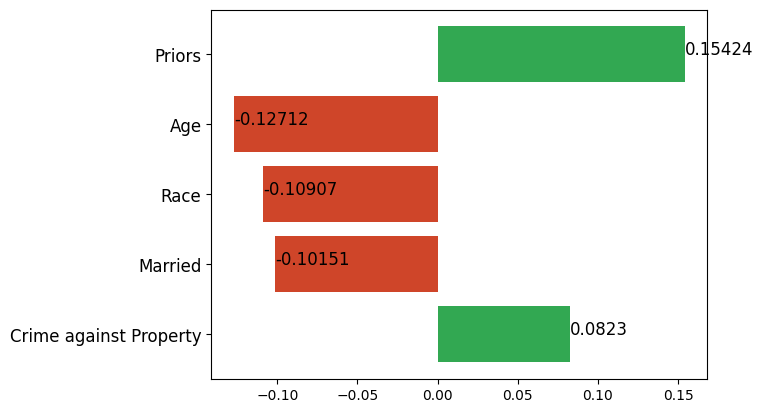 Priors 0.15424
Age -0.12712
Race -0.10907
Married -0.10151
Crime against Property 0.0823
−0.10 −0.05 0.00 0.05 0.10 0.15